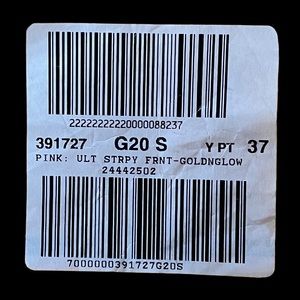 22222222220000088237
391727 G20 S Y PT 37
PINK: ULT STRPY FRNT-GOLDNGLOW
24442502
7000000391727G20S